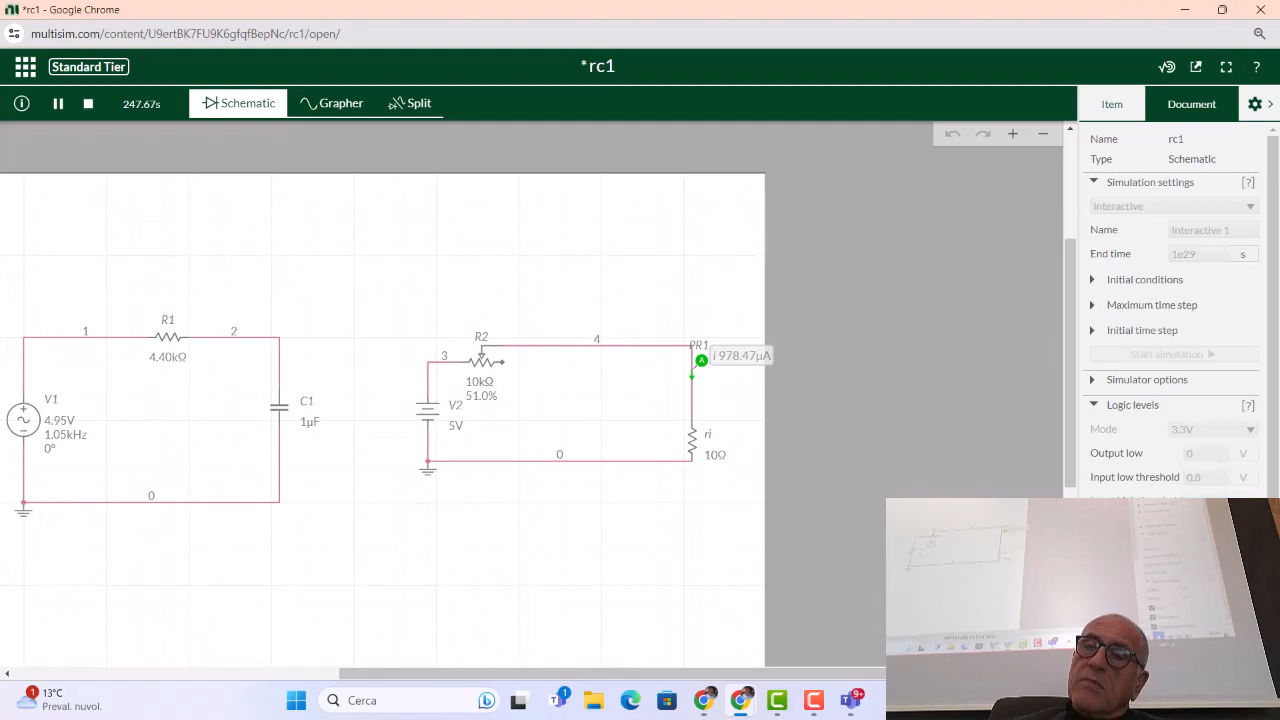 *rc1 - Google Chrome
multisim.com/content/U9ertBK7FU9K6gfqfBepNc/rc1/open/
Standard Tier
*rc1
247.67s
Schematic
Grapher
Split
Item
Document
Name rc1
Type Schematic
Simulation settings [?]
Interactive
Name Interactive 1
End time 1e29 s
Initial conditions
Maximum time step
Initial time step
Start simulation
Simulator options
Logic levels [?]
Mode 3.3V
Output low 0 V
Input low threshold 0.8 V
1
R1
4.40kΩ
2
V1
4.95V
1.05kHz
0°
C1
1µF
0
R2
3
10kΩ
51.0%
4
V2
5V
0
PR1
A
i 978.47µA
ri
10Ω
1
13°C
Preval. nuvol.
Cerca
1
9+